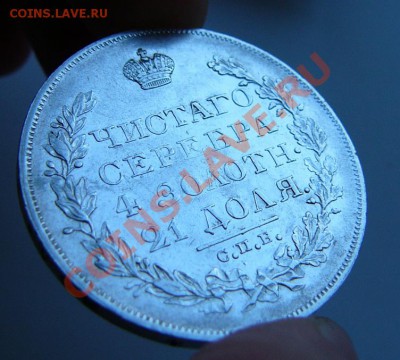 COINS.LAVE.RU
ЧИСТАГО
СЕРЕБРА
4 ЗОЛОТН.
21 ДОЛЯ.
С.П.Б.
COINS.LAVE.RU